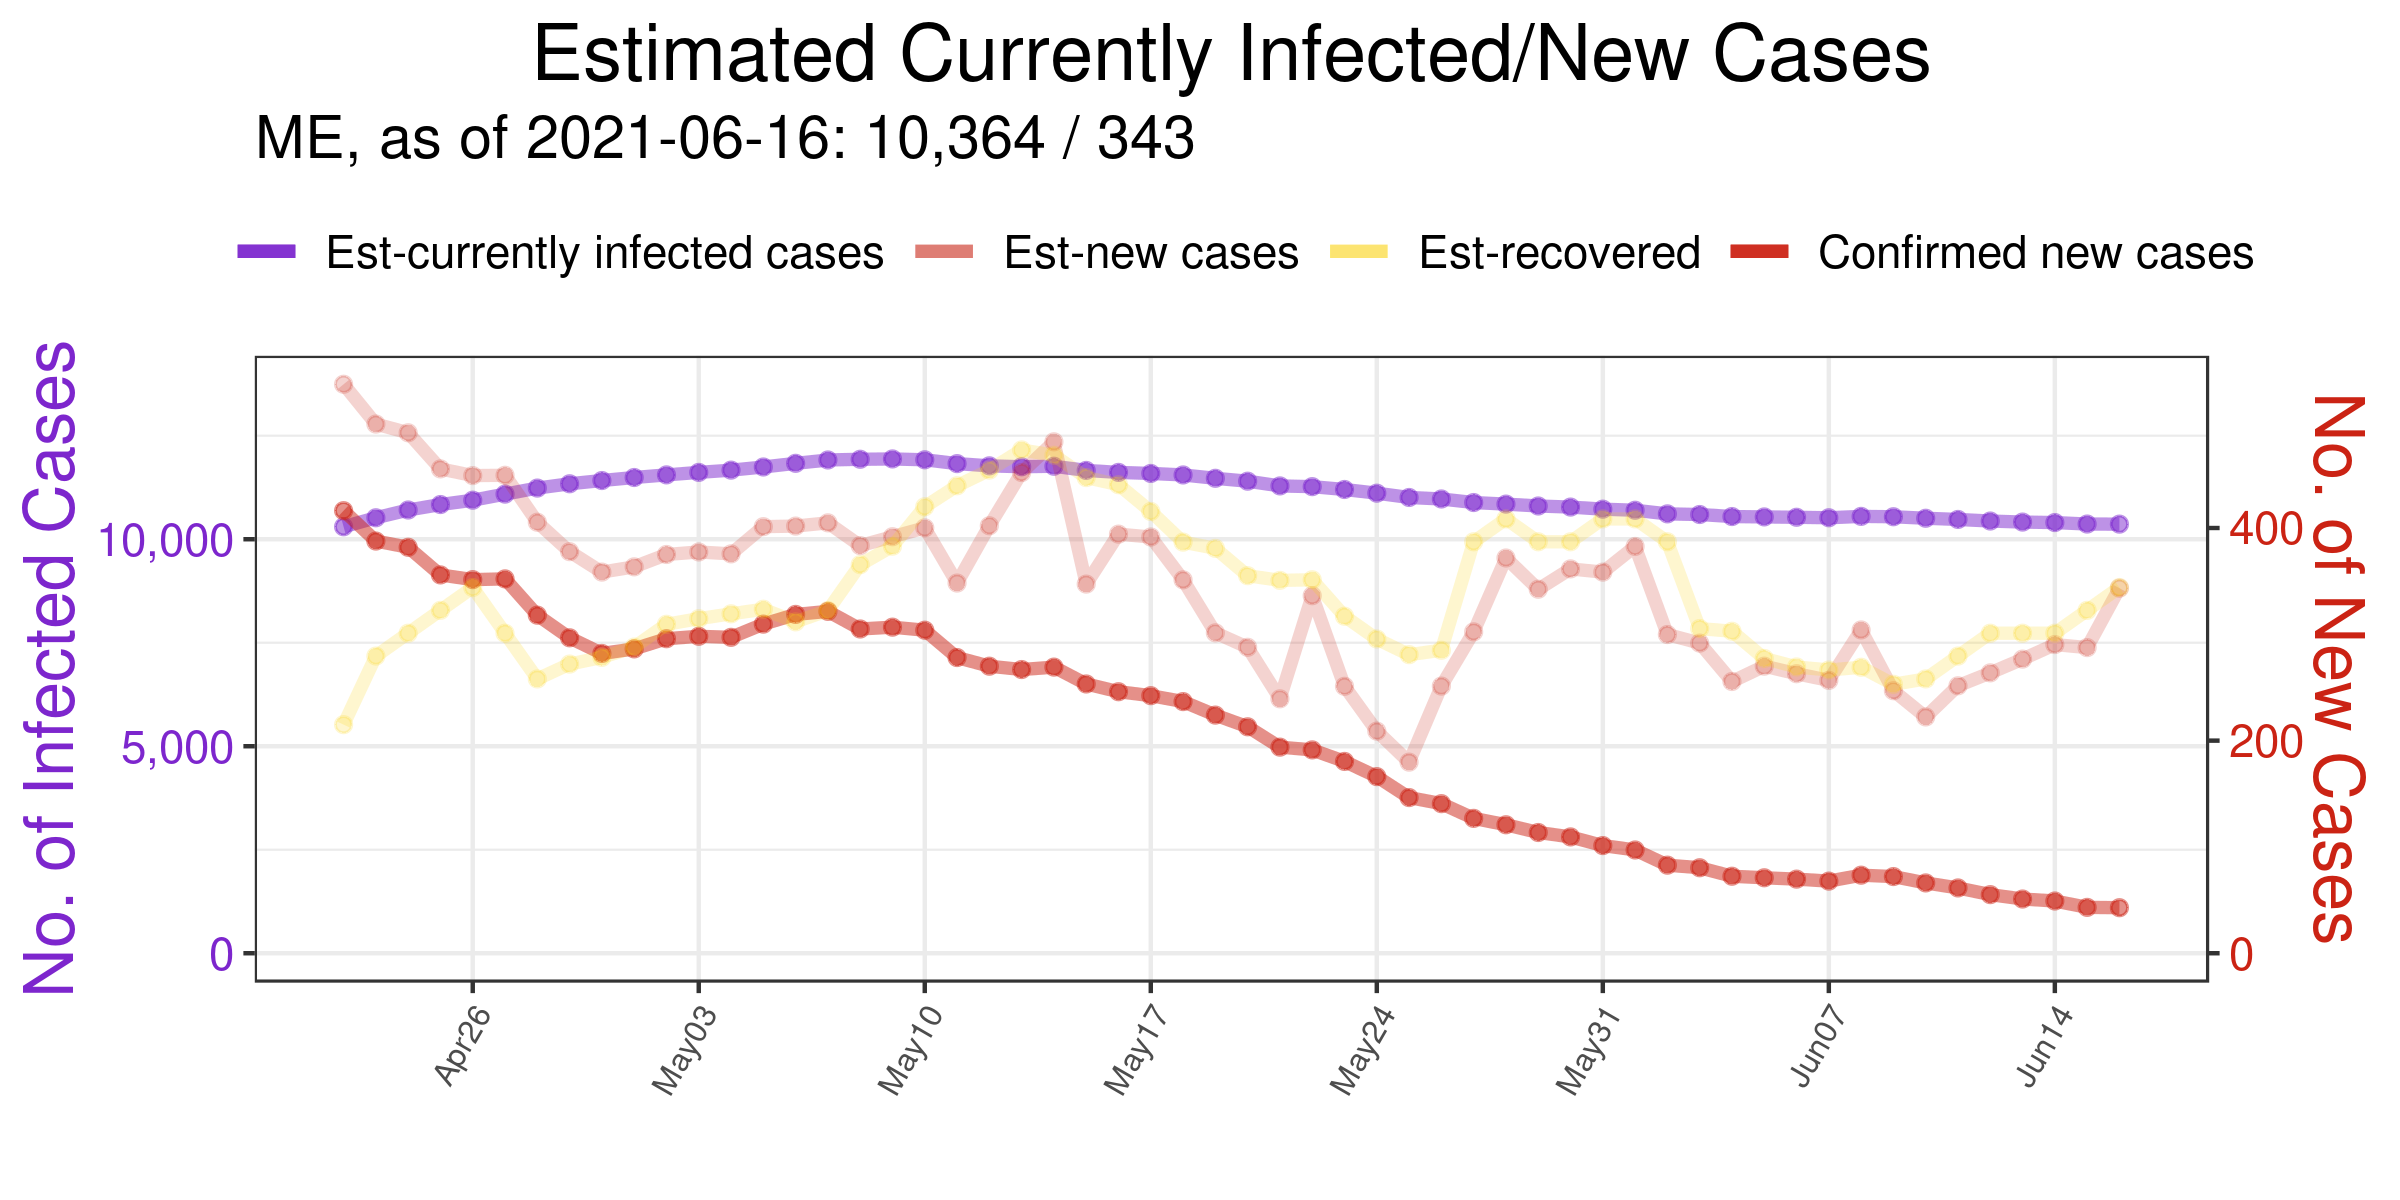 Estimated Currently Infected/New Cases
ME, as of 2021-06-16: 10,364 / 343
Est-currently infected cases Est-new cases Est-recovered Confirmed new cases
No. of Infected Cases
10,000
5,000
0
400
200
0
No. of New Cases
Apr26 May03 May10 May17 May24 May31 Jun07 Jun14